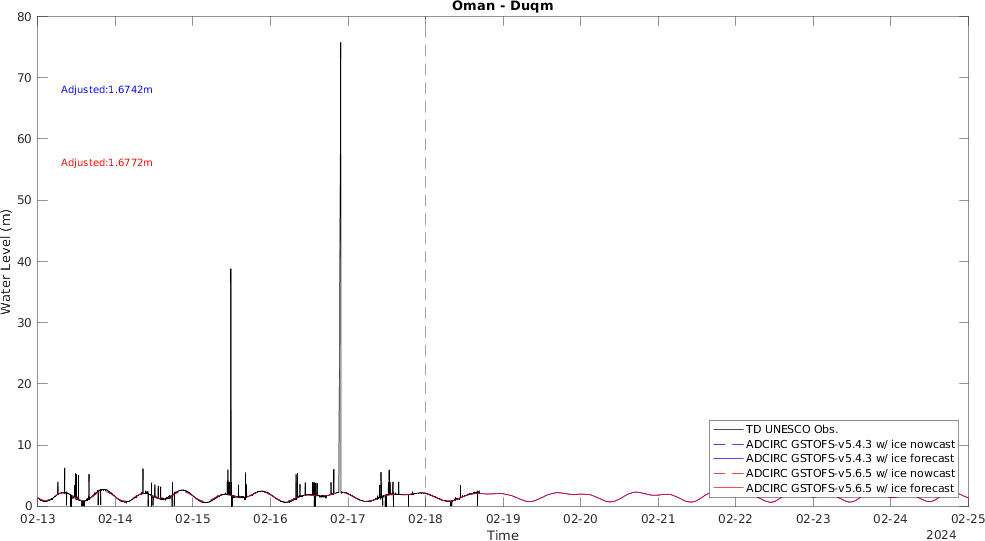 Oman - Duqm
80
70
60
50
40
30
20
10
0
Water Level (m)
Adjusted:1.6742m
Adjusted:1.6772m
TD UNESCO Obs.
ADCIRC GSTOFS-v5.4.3 w/ ice nowcast
ADCIRC GSTOFS-v5.4.3 w/ ice forecast
ADCIRC GSTOFS-v5.6.5 w/ ice nowcast
ADCIRC GSTOFS-v5.6.5 w/ ice forecast
02-13 02-14 02-15 02-16 02-17 02-18 02-19 02-20 02-21 02-22 02-23 02-24 02-25
Time
2024